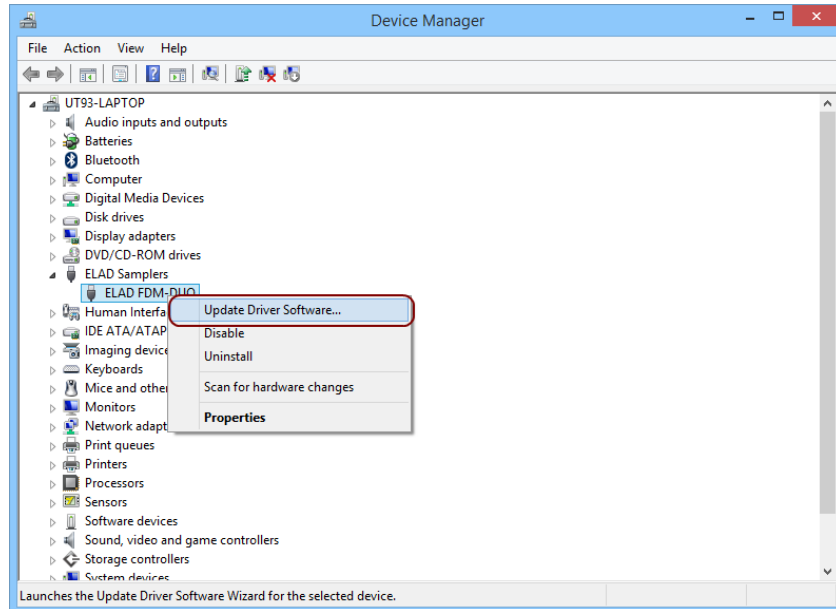 Device Manager
File Action View Help
UT93-LAPTOP
Audio inputs and outputs
Batteries
Bluetooth
Computer
Digital Media Devices
Disk drives
Display adapters
DVD/CD-ROM drives
ELAD Samplers
ELAD FDM-DUO
Update Driver Software...
Human Interfa
Disable
IDE ATA/ATAP
Uninstall
Imaging device
Keyboards
Scan for hardware changes
Mice and other
Monitors
Properties
Network adapt
Print queues
Printers
Processors
Sensors
Software devices
Sound, video and game controllers
Storage controllers
System devices
Launches the Update Driver Software Wizard for the selected device.